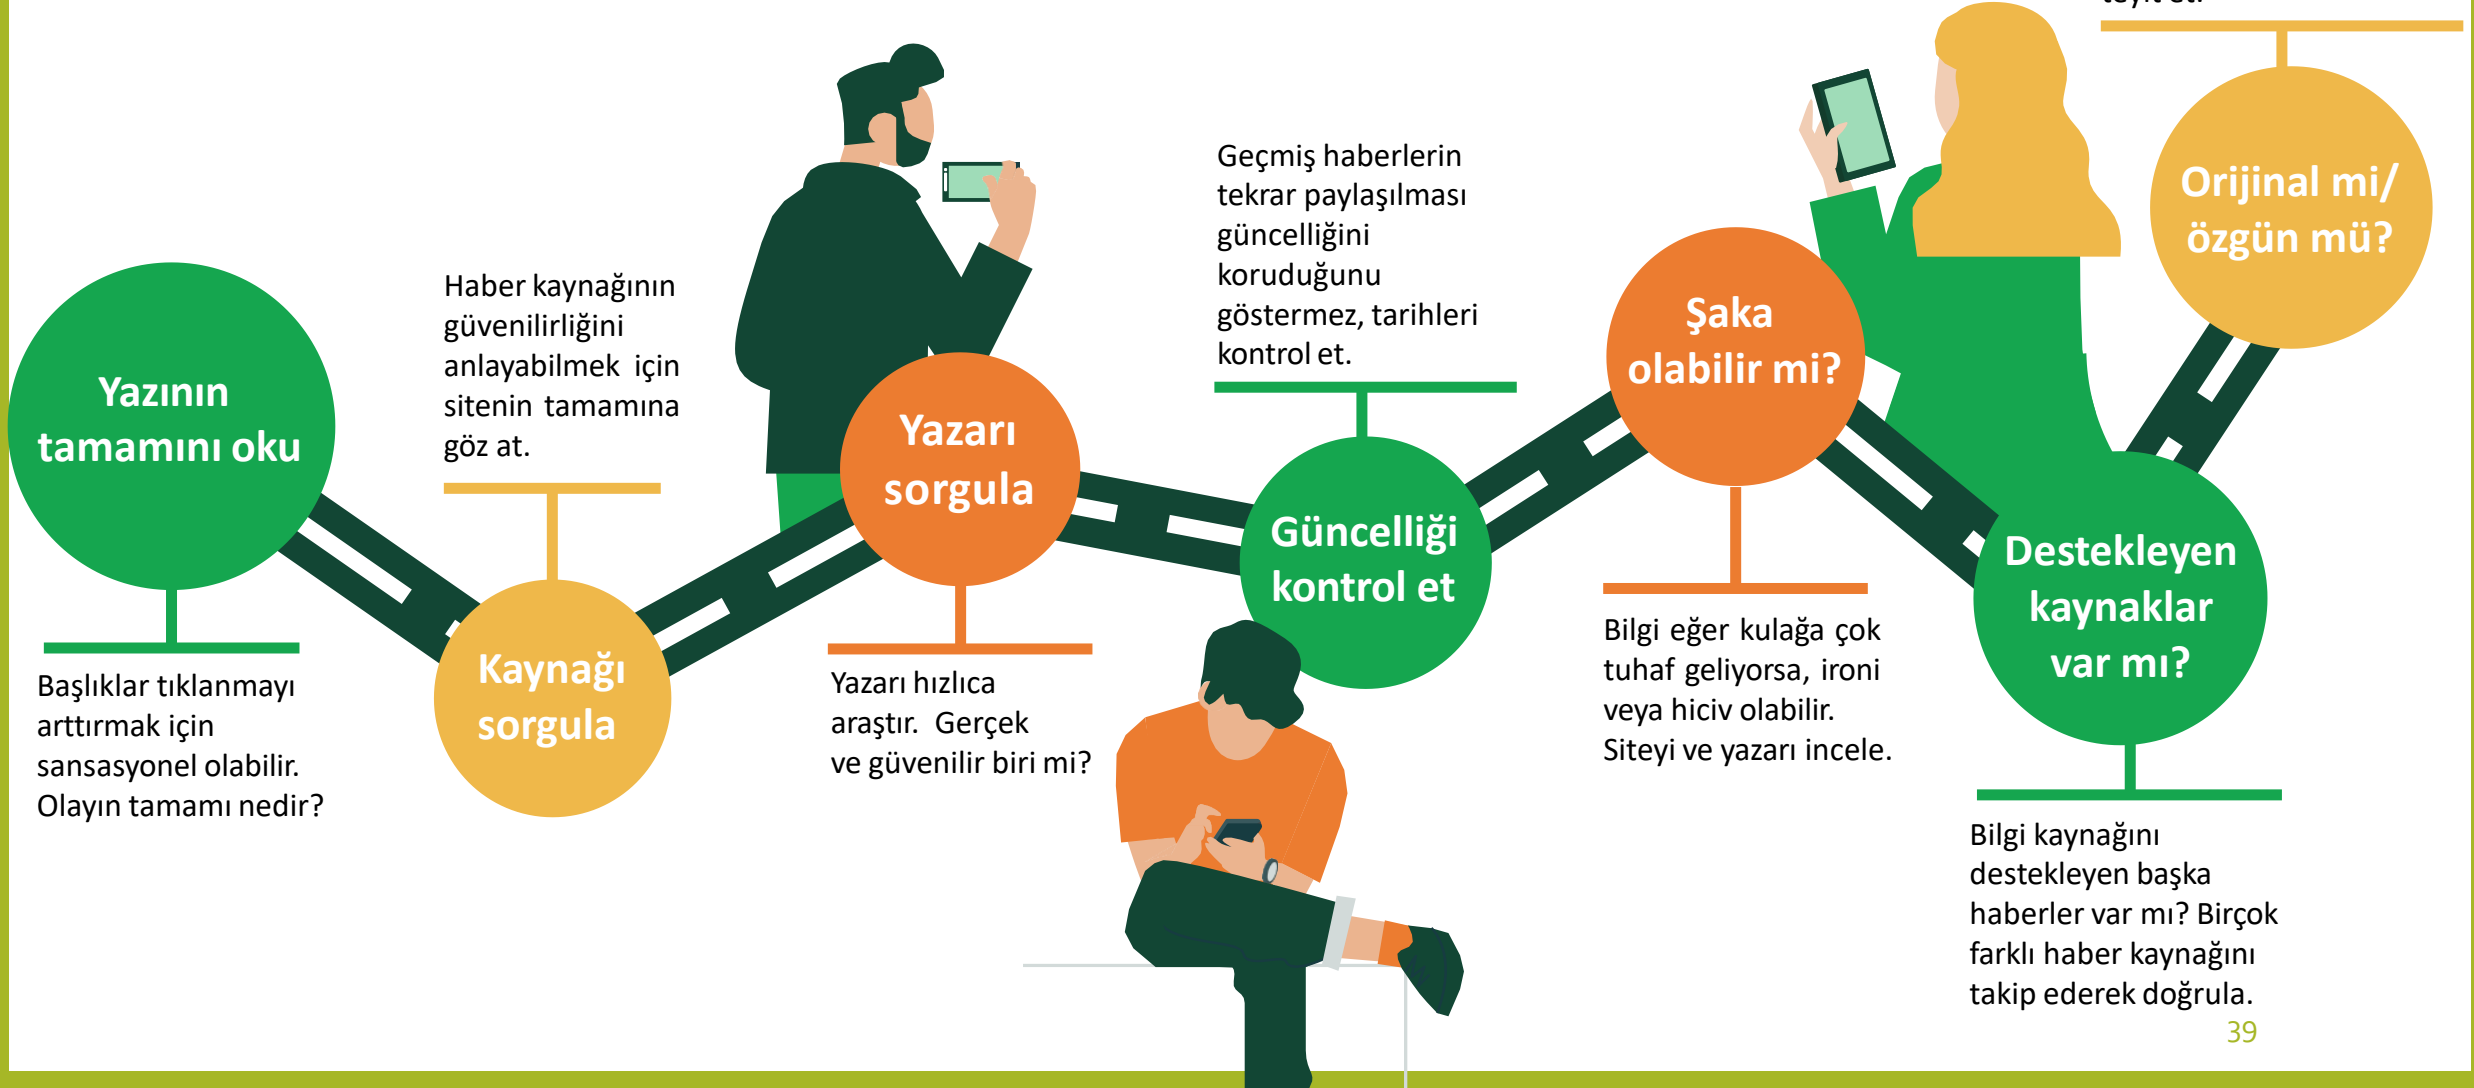 Yazının
tamamını oku
Başlıklar tıklanmayı
arttırmak için
sansasyonel olabilir.
Olayın tamamı nedir?
Haber kaynağının
güvenilirliğini
anlayabilmek için
sitenin tamamına
göz at.
Kaynağı
sorgula
Yazarı
sorgula
Yazarı hızlıca
araştır. Gerçek
ve güvenilir biri mi?
Geçmiş haberlerin
tekrar paylaşılması
güncelliğini
koruduğunu
göstermez, tarihleri
kontrol et.
Güncelliği
kontrol et
Şaka
olabilir mi?
Bilgi eğer kulağa çok
tuhaf geliyorsa, ironi
veya hiciv olabilir.
Siteyi ve yazarı incele.
Destekleyen
kaynaklar
var mı?
Bilgi kaynağını
destekleyen başka
haberler var mı? Birçok
farklı haber kaynağını
takip ederek doğrula.
teyit et.
Orijinal mi/
özgün mü?
39